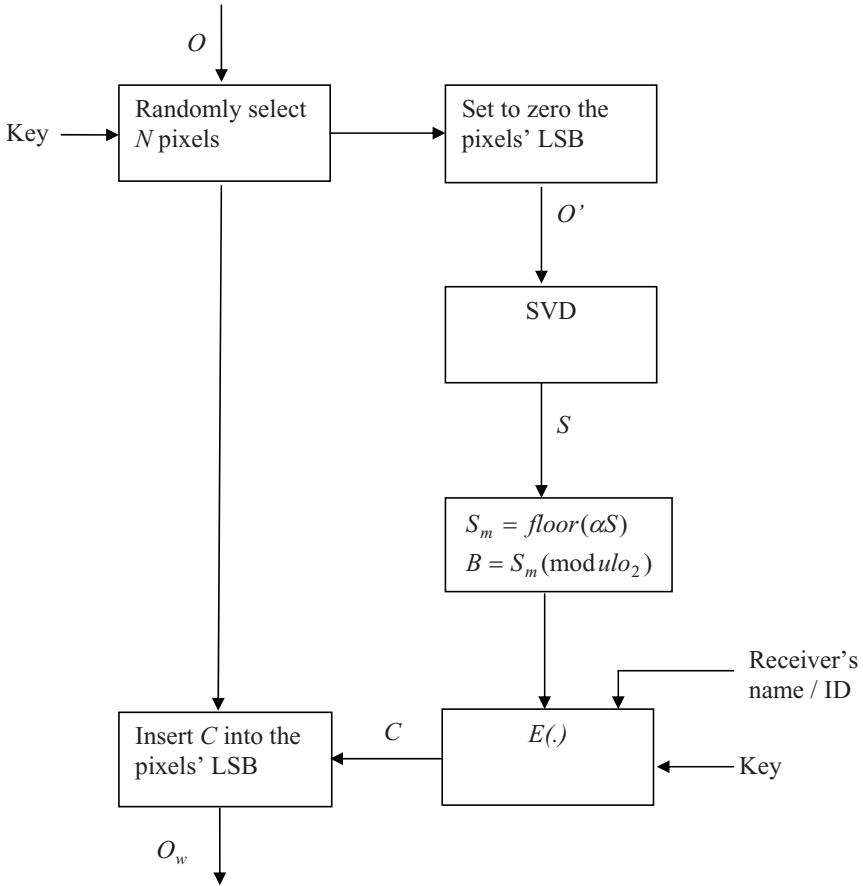 O
Key
Randomly select
N pixels
Set to zero the
pixels' LSB
O'
SVD
S
S_m = floor(αS)
B = S_m (modulo_2)
Receiver's
name / ID
E(.)
Key
C
Insert C into the
pixels' LSB
O_w